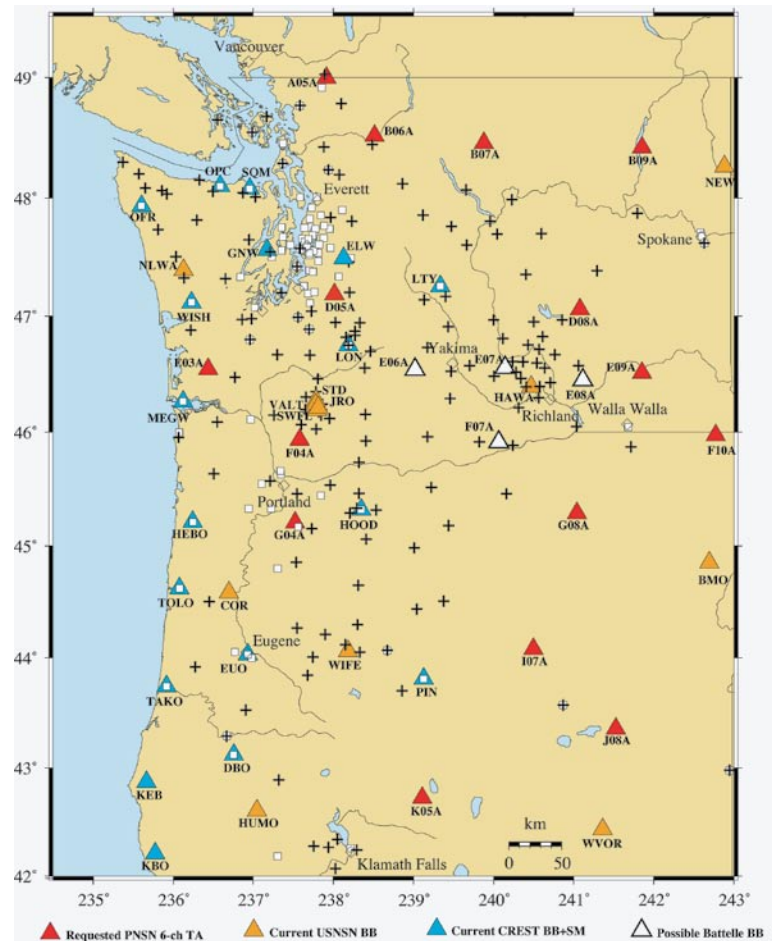 Vancouver
49°
A05A
B06A
B07A
B09A
NEW
48°
OPC
SQM
Everett
OFR
Spokane
GNW
ELW
NLWA
LTY
WISH
47°
D05A
D08A
LON
Yakima
E03A
E06A
E07A
E08A
E09A
HAWA
MEGW
STD
VALT
JRO
SWFL
Richland
Walla Walla
46°
F04A
F07A
F10A
Portland
HEBO
G04A
HOOD
G08A
45°
BMO
TOLO
COR
Eugene
44°
EUO
WIFE
I07A
PIN
TAKO
J08A
43°
DBO
KEB
HUMO
K05A
WVOR
km
KBO
Klamath Falls
0 50
42°
235° 236° 237° 238° 239° 240° 241° 242° 243°
Requested PNSN 6-ch TA Current USNSN BB Current CREST BB+SM Possible Battelle BB